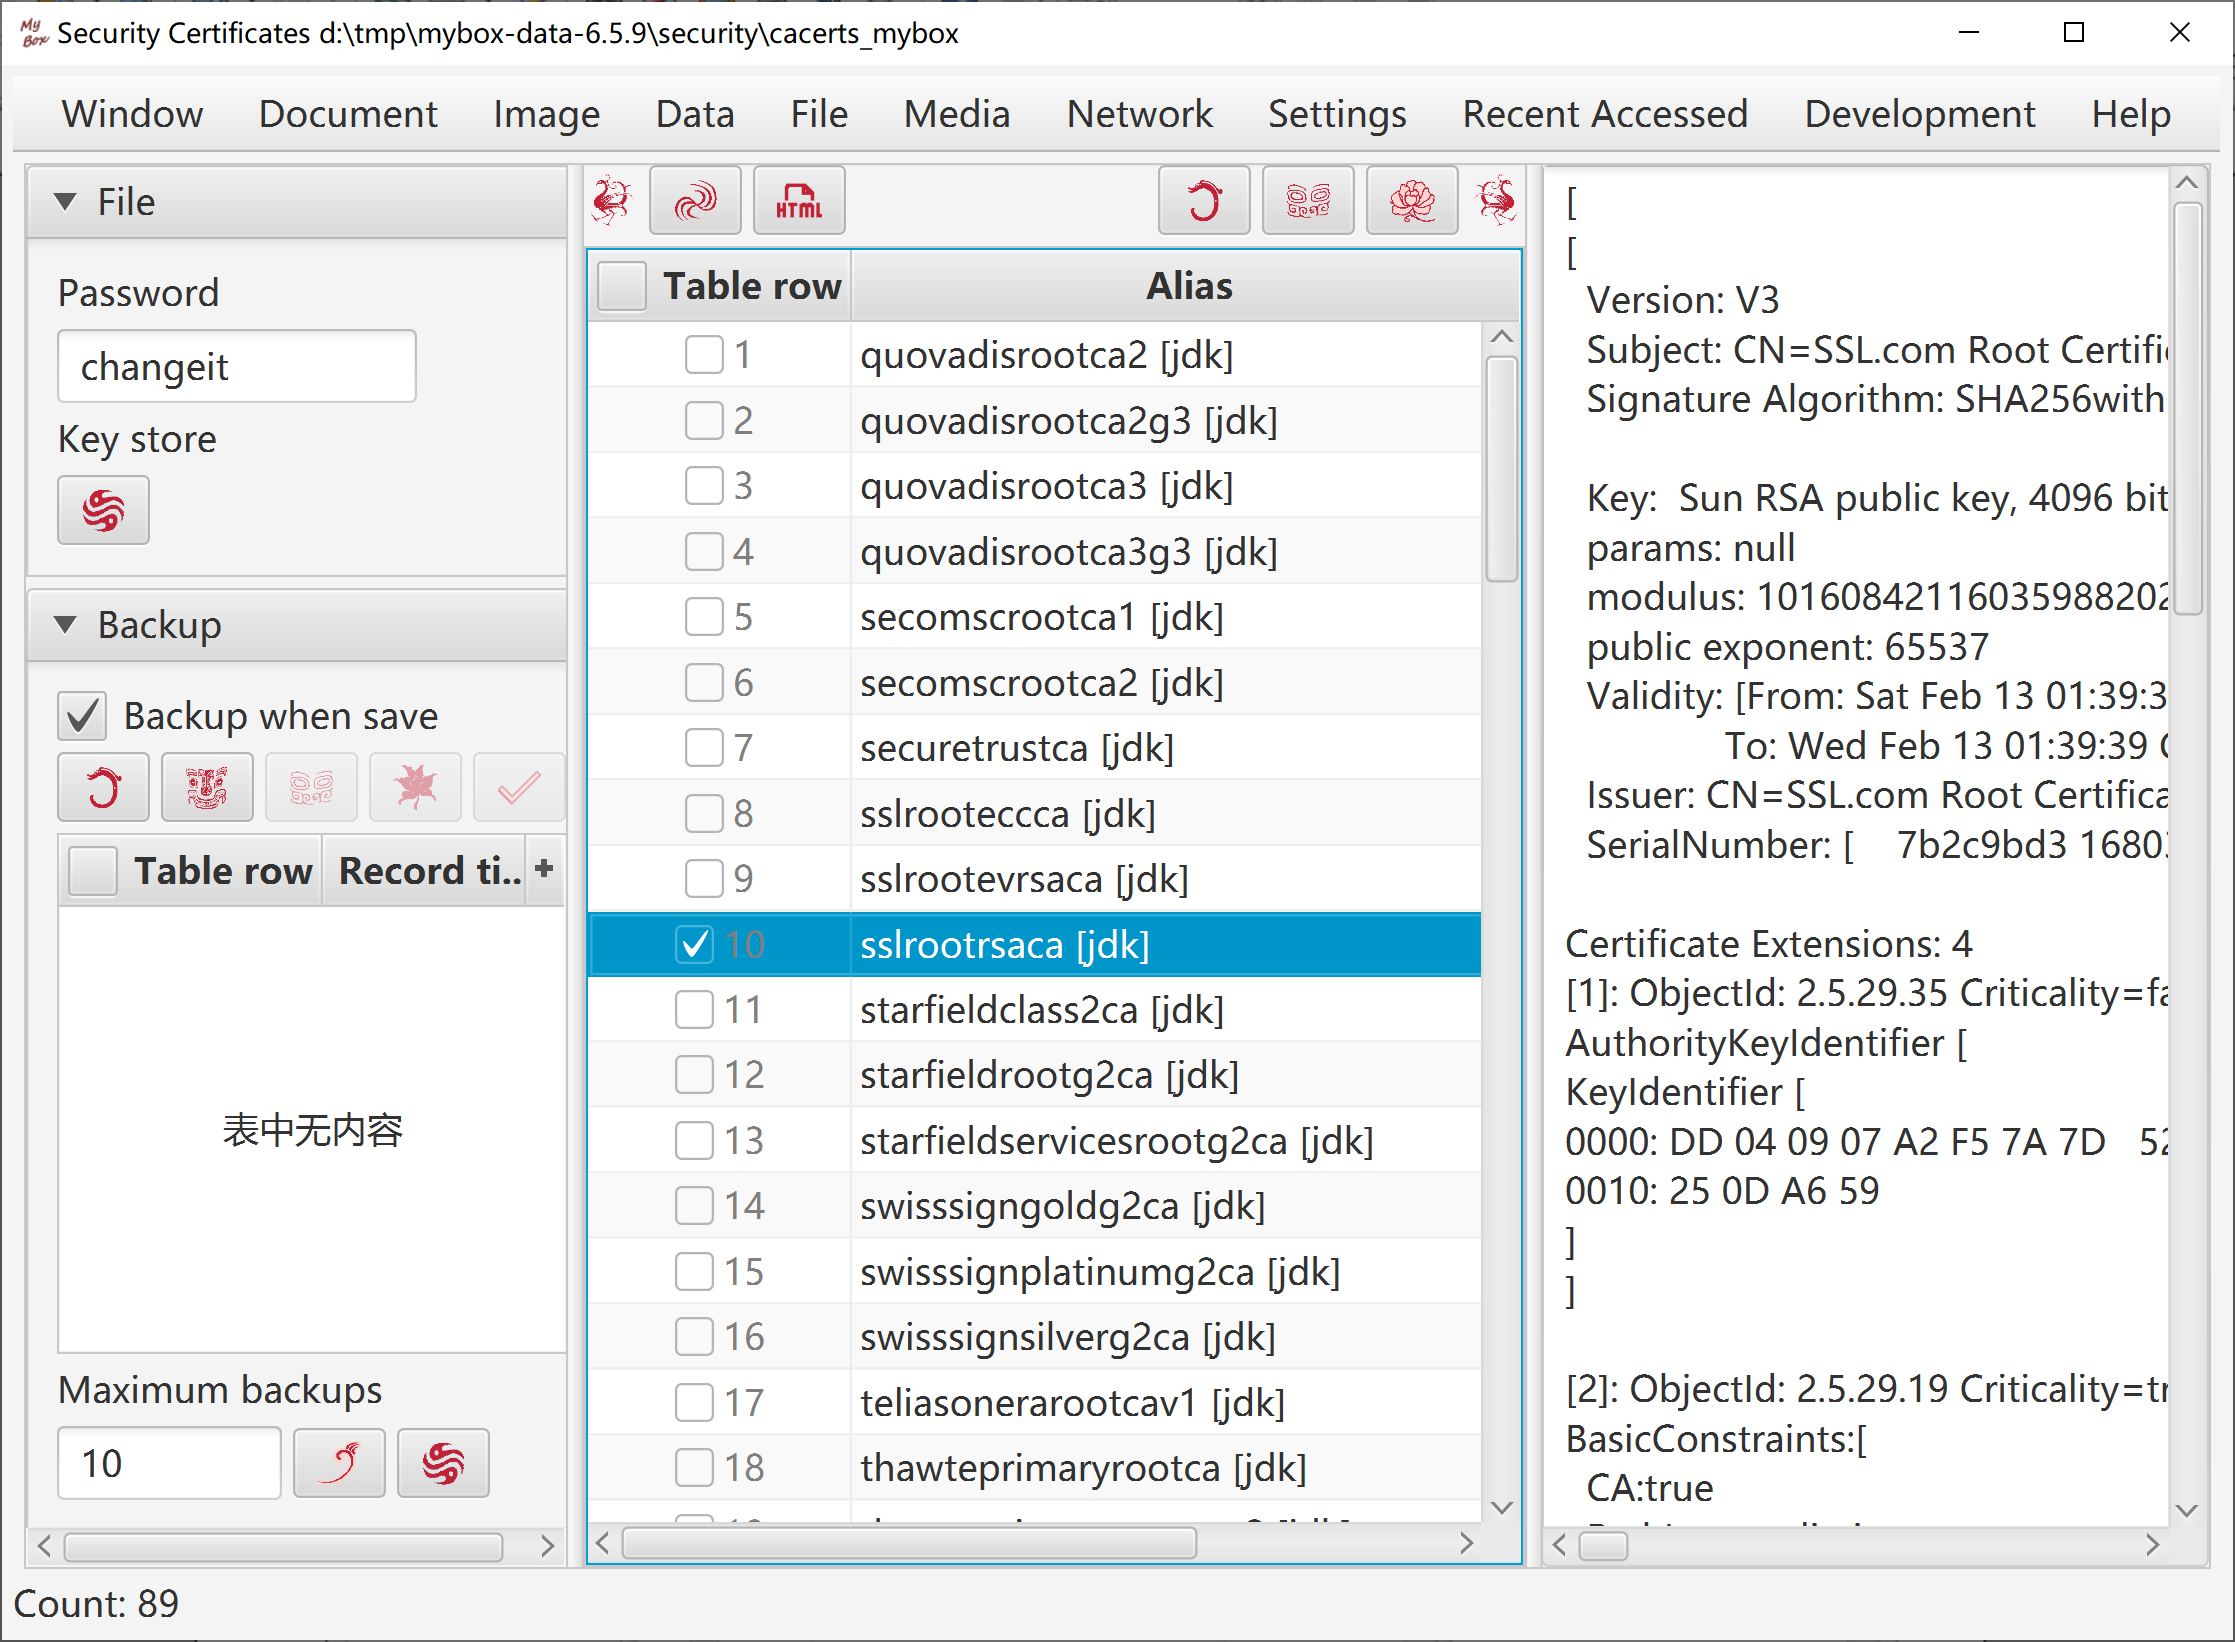 My Box
Security Certificates d:\tmp\mybox-data-6.5.9\security\cacerts_mybox
Window Document Image Data File Media Network Settings Recent Accessed Development Help
File
Password
changeit
Key store
Backup
Backup when save
Table row Record ti..
表中无内容
Maximum backups
10
HTML
Table row Alias
1 quovadisrootca2 [jdk]
2 quovadisrootca2g3 [jdk]
3 quovadisrootca3 [jdk]
4 quovadisrootca3g3 [jdk]
5 secomscrootca1 [jdk]
6 secomscrootca2 [jdk]
7 securetrustca [jdk]
8 sslrooteccca [jdk]
9 sslrootevrsaca [jdk]
10 sslrootrsaca [jdk]
11 starfieldclass2ca [jdk]
12 starfieldrootg2ca [jdk]
13 starfieldservicesrootg2ca [jdk]
14 swisssigngoldg2ca [jdk]
15 swisssignplatinumg2ca [jdk]
16 swisssignsilverg2ca [jdk]
17 teliasonerarootcav1 [jdk]
18 thawteprimaryrootca [jdk]
[
[
Version: V3
Subject: CN=SSL.com Root Certifi
Signature Algorithm: SHA256with
Key: Sun RSA public key, 4096 bit
params: null
modulus: 10160842116035988202
public exponent: 65537
Validity: [From: Sat Feb 13 01:39:3
To: Wed Feb 13 01:39:39
Issuer: CN=SSL.com Root Certifica
SerialNumber: [ 7b2c9bd3 16803
Certificate Extensions: 4
[1]: ObjectId: 2.5.29.35 Criticality=fa
AuthorityKeyIdentifier [
KeyIdentifier [
0000: DD 04 09 07 A2 F5 7A 7D 52
0010: 25 0D A6 59
]
]
[2]: ObjectId: 2.5.29.19 Criticality=tr
BasicConstraints:[
CA:true
Count: 89